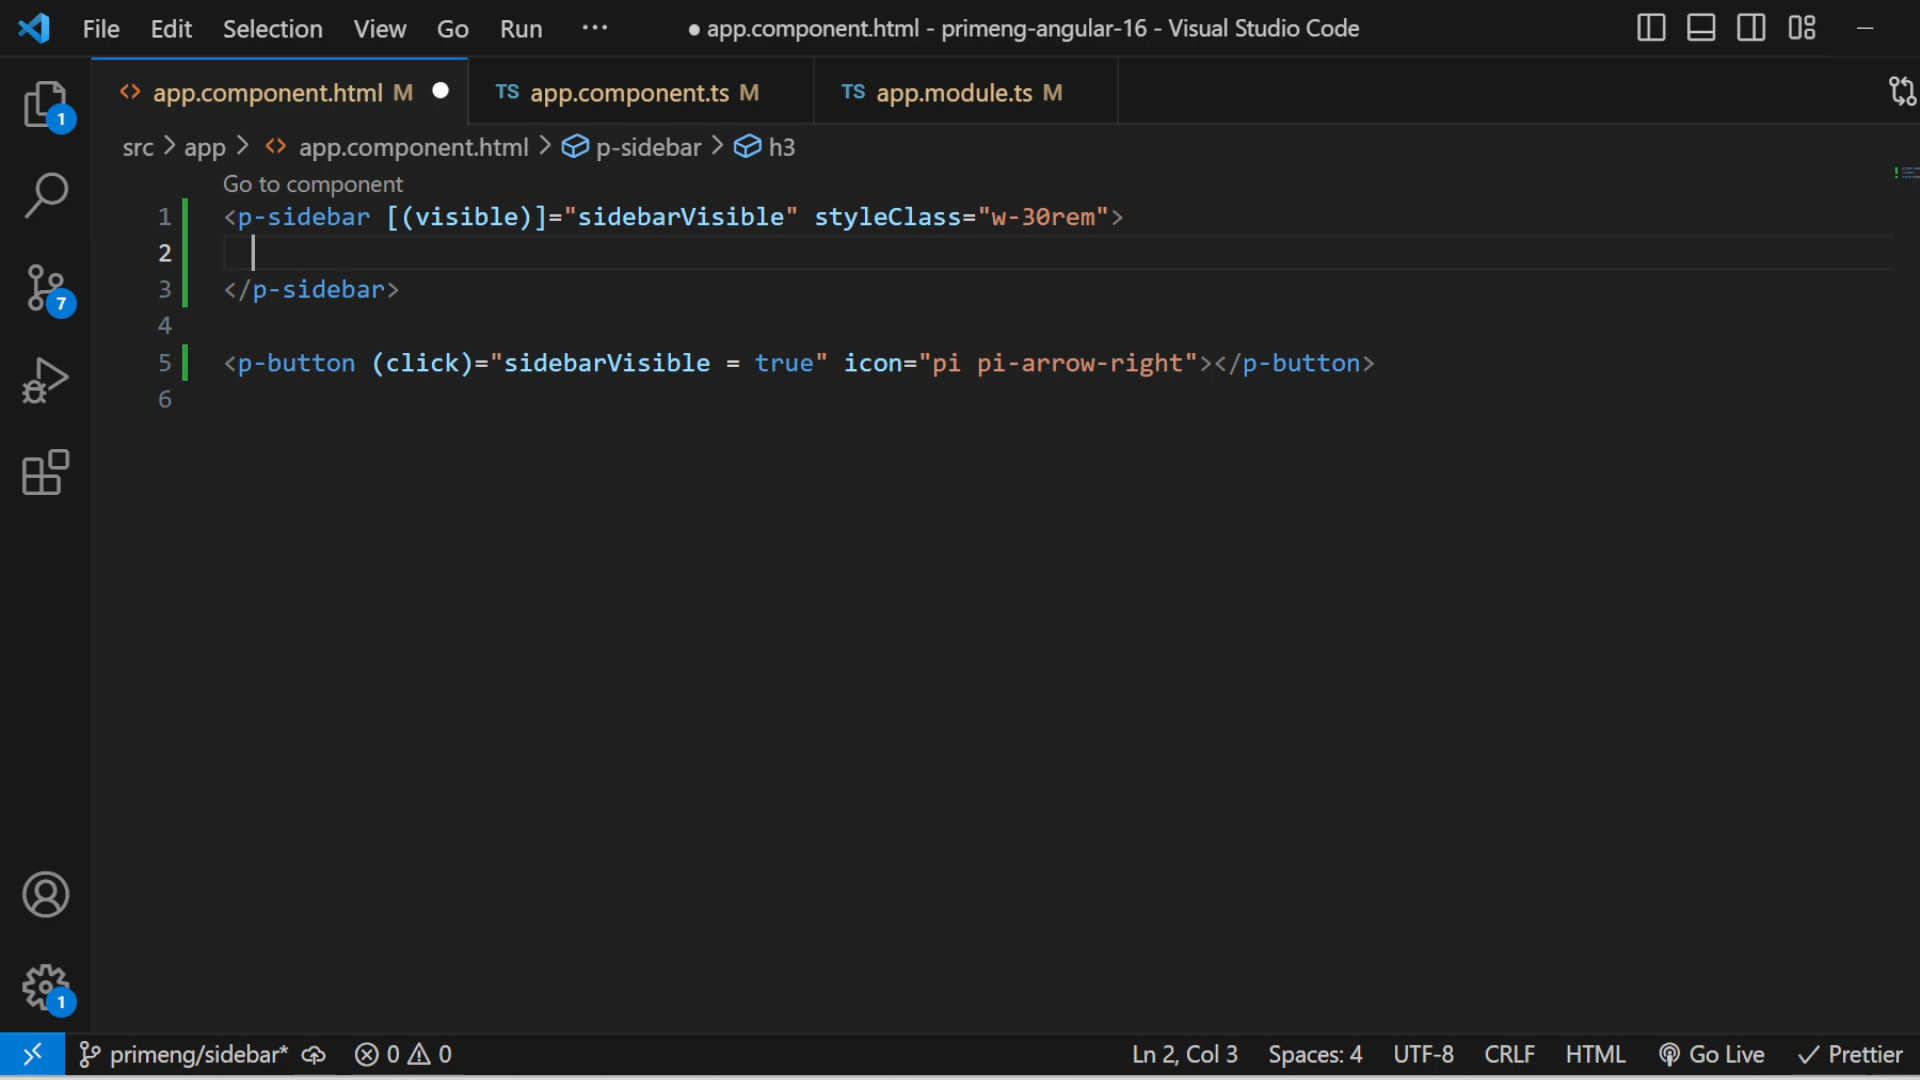 File Edit Selection View Go Run ··· ● app.component.html - primeng-angular-16 - Visual Studio Code
<> app.component.html M ● TS app.component.ts M TS app.module.ts M
src > app > <> app.component.html > p-sidebar > h3
Go to component
1 <p-sidebar [(visible)]="sidebarVisible" styleClass="w-30rem">
2
3 </p-sidebar>
4
5 <p-button (click)="sidebarVisible = true" icon="pi pi-arrow-right"></p-button>
6
1
7
1
primeng/sidebar* 0 0 Ln 2, Col 3 Spaces: 4 UTF-8 CRLF HTML Go Live Prettier